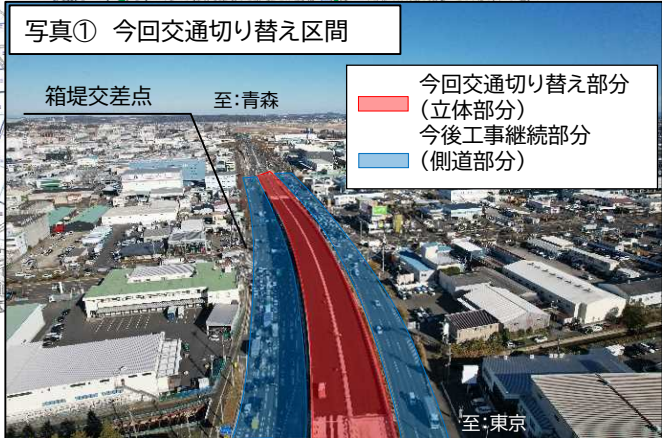 写真① 今回交通切り替え区間
箱堤交差点
至:青森
今回交通切り替え部分
(立体部分)
今後工事継続部分
(側道部分)
至:東京